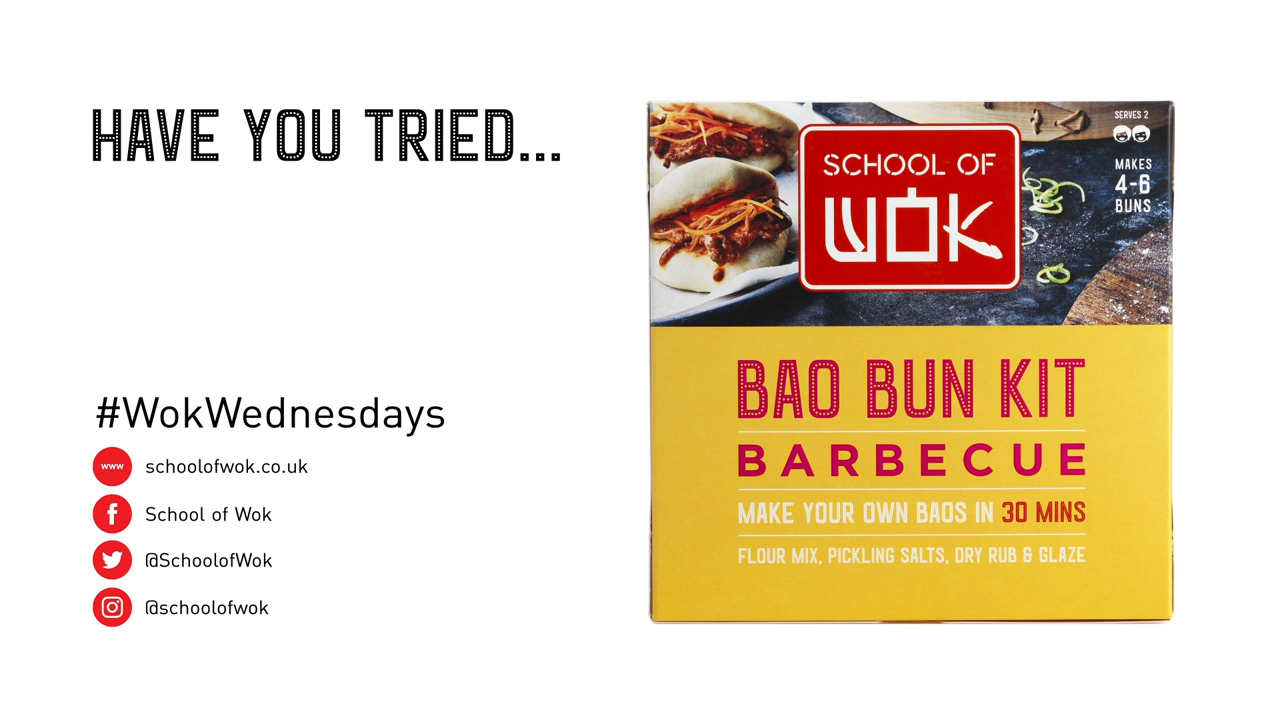 HAVE YOU TRIED...
#WokWednesdays
www schoolofwok.co.uk
School of Wok
@SchoolofWok
@schoolofwok
SERVES 2
MAKES
4-6
BUNS
SCHOOL OF
WOK
BAO BUN KIT
BARBECUE
MAKE YOUR OWN BAOS IN 30 MINS
FLOUR MIX, PICKLING SALTS, DRY RUB & GLAZE